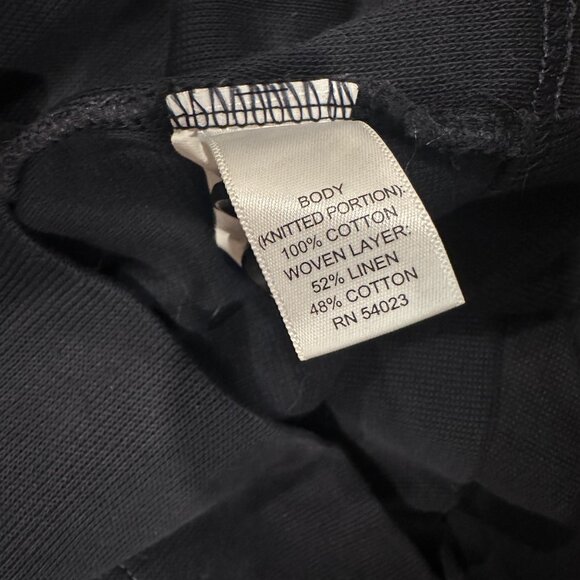 BODY
(KNITTED PORTION):
100% COTTON
WOVEN LAYER:
52% LINEN
48% COTTON
RN 54023